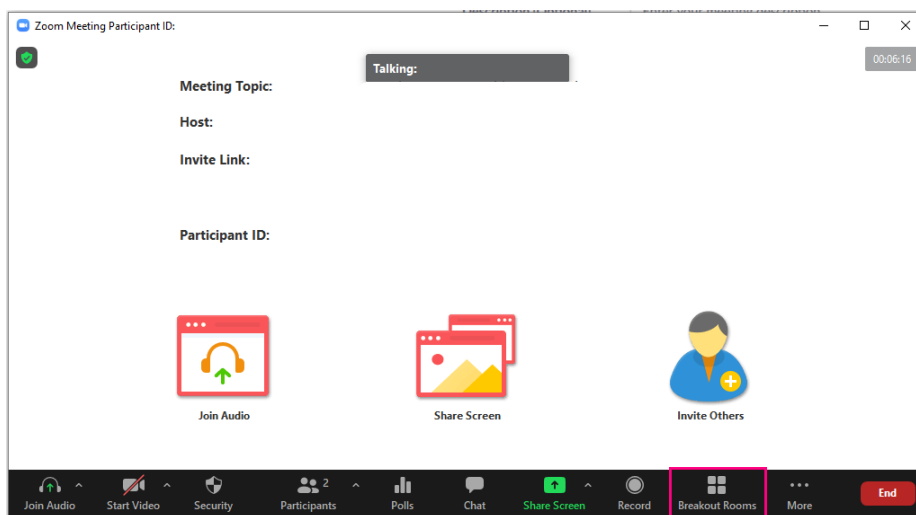 Zoom Meeting Participant ID:
Talking:
00:06:16
Meeting Topic:
Host:
Invite Link:
Participant ID:
Join Audio
Share Screen
Invite Others
Join Audio
Start Video
Security
2
Participants
Polls
Chat
Share Screen
Record
Breakout Rooms
More
End